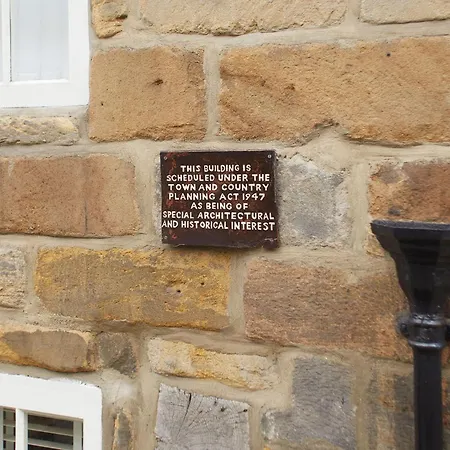 THIS BUILDING IS
SCHEDULED UNDER THE
TOWN AND COUNTRY
PLANNING ACT 1947
AS BEING OF
SPECIAL ARCHITECTURAL
AND HISTORICAL INTEREST